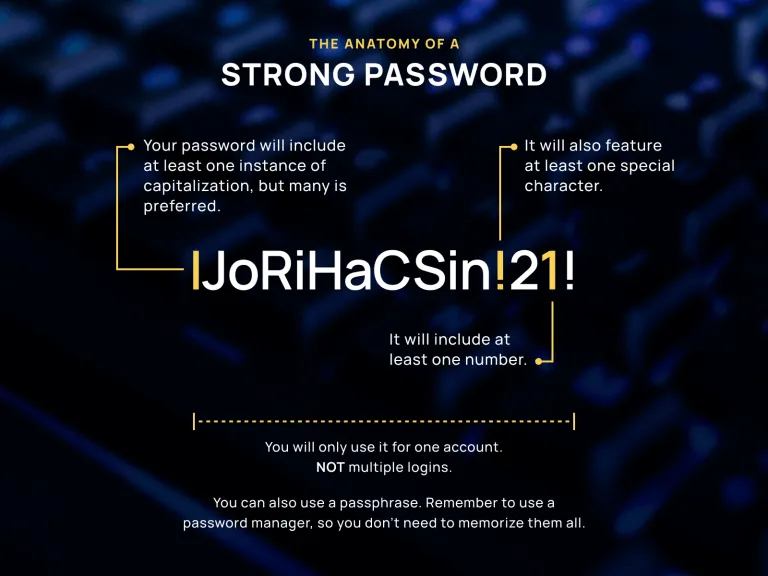 THE ANATOMY OF A
STRONG PASSWORD
Your password will include
at least one instance of
capitalization, but many is
preferred.
It will also feature
at least one special
character.
IJoRiHaCSin!21!
It will include at
least one number.
You will only use it for one account.
NOT multiple logins.
You can also use a passphrase. Remember to use a
password manager, so you don't need to memorize them all.